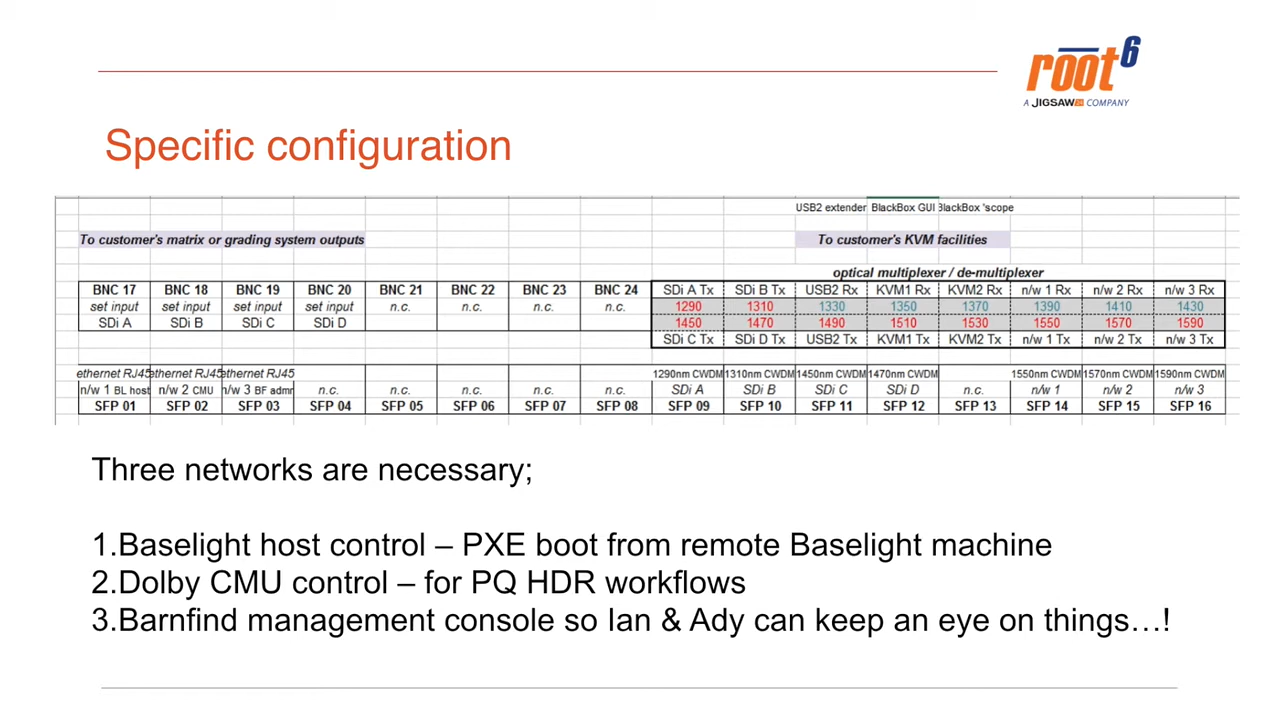 root6
A JIGSAW24 COMPANY
Specific configuration
USB2 extender BlackBox GUI BlackBox 'scope
To customer's matrix or grading system outputs To customer's KVM facilities
optical multiplexer / de-multiplexer
BNC 17 BNC 18 BNC 19 BNC 20 BNC 21 BNC 22 BNC 23 BNC 24 SDi A Tx SDi B Tx USB2 Rx KVM1 Rx KVM2 Rx n/w 1 Rx n/w 2 Rx n/w 3 Rx
set input set input set input set input n.c. n.c. n.c. n.c. 1290 1310 1330 1350 1370 1390 1410 1430
SDi A SDi B SDi C SDi D 1450 1470 1490 1510 1530 1550 1570 1590
SDi C Tx SDi D Tx USB2 Tx KVM1 Tx KVM2 Tx n/w 1 Tx n/w 2 Tx n/w 3 Tx
ethernet RJ45 ethernet RJ45 ethernet RJ45 1290nm CWDM 1310nm CWDM 1450nm CWDM 1470nm CWDM 1550nm CWDM 1570nm CWDM 1590nm CWDM
n/w 1 BL host n/w 2 CMU n/w 3 BF admr n.c. n.c. n.c. n.c. n.c. SDi A SDi B SDi C SDi D n.c. n/w 1 n/w 2 n/w 3
SFP 01 SFP 02 SFP 03 SFP 04 SFP 05 SFP 06 SFP 07 SFP 08 SFP 09 SFP 10 SFP 11 SFP 12 SFP 13 SFP 14 SFP 15 SFP 16
Three networks are necessary;
1.Baselight host control – PXE boot from remote Baselight machine
2.Dolby CMU control – for PQ HDR workflows
3.Barnfind management console so Ian & Ady can keep an eye on things…!